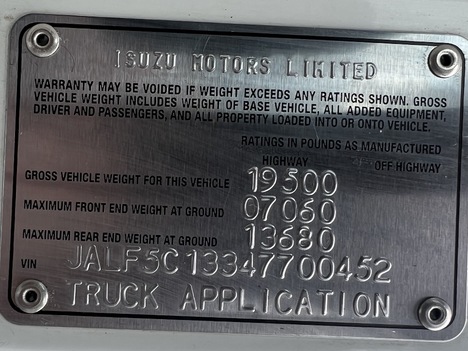 ISUZU MOTORS LIMITED
WARRANTY MAY BE VOIDED IF WEIGHT EXCEEDS ANY RATINGS SHOWN. GROSS
VEHICLE WEIGHT INCLUDES WEIGHT OF BASE VEHICLE, ALL ADDED EQUIPMENT,
DRIVER AND PASSENGERS, AND ALL PROPERTY LOADED INTO OR ONTO VEHICLE.
RATINGS IN POUNDS AS MANUFACTURED
HIGHWAY OFF HIGHWAY
GROSS VEHICLE WEIGHT FOR THIS VEHICLE 19500
MAXIMUM FRONT END WEIGHT AT GROUND 07060
MAXIMUM REAR END WEIGHT AT GROUND 13680
VIN JALF5C13347700452
TRUCK APPLICATION